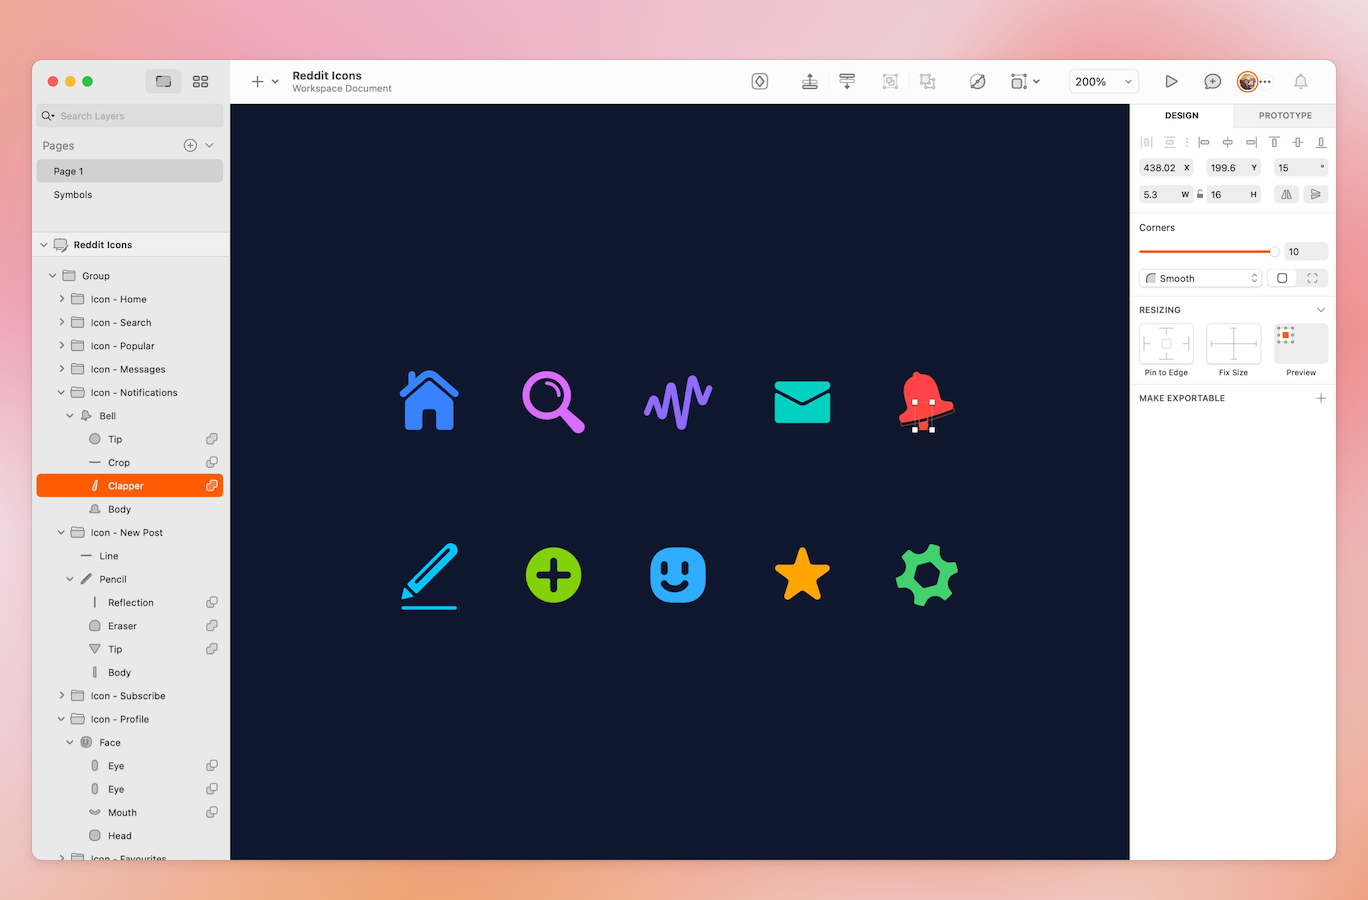 Reddit Icons
Workspace Document
200%
Search Layers
Pages
Page 1
Symbols
Reddit Icons
Group
Icon - Home
Icon - Search
Icon - Popular
Icon - Messages
Icon - Notifications
Bell
Tip
Crop
Clapper
Body
Icon - New Post
Line
Pencil
Reflection
Eraser
Tip
Body
Icon - Subscribe
Icon - Profile
Face
Eye
Eye
Mouth
Head
Icon - Favourites
DESIGN PROTOTYPE
438.02 X 199.6 Y 15 °
5.3 W 16 H
Corners
10
Smooth
RESIZING
Pin to Edge Fix Size Preview
MAKE EXPORTABLE